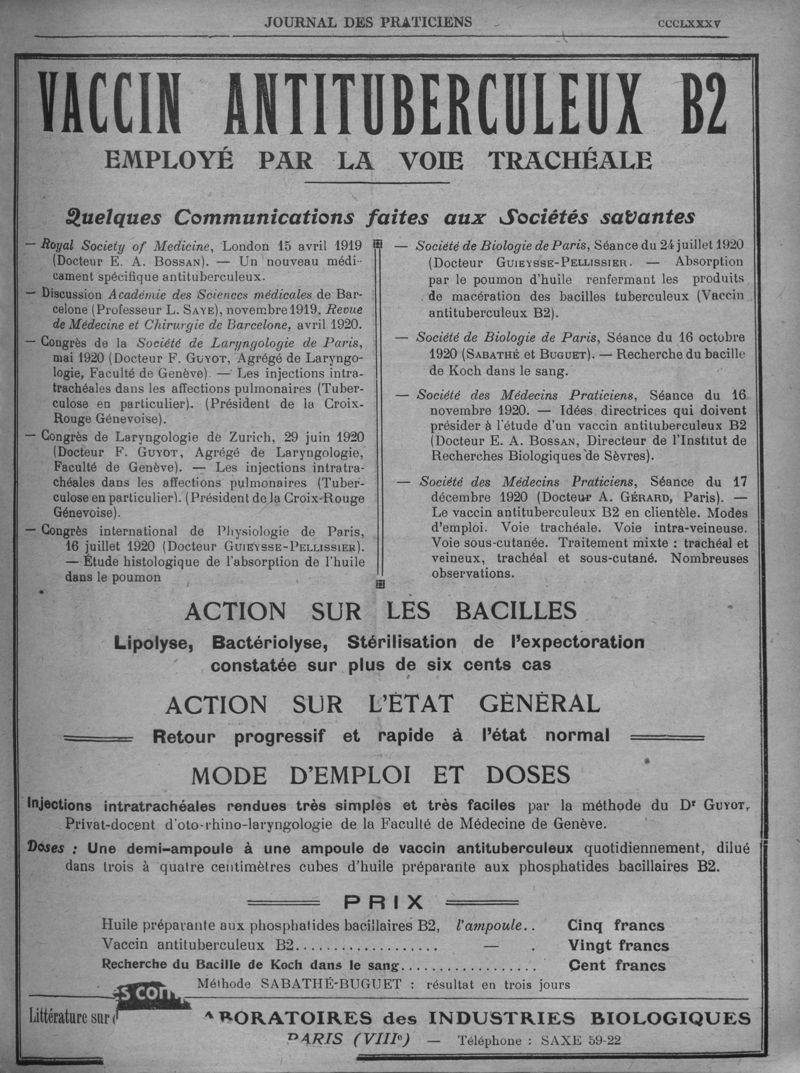 JOURNAL DES PRATICIENS
CCCLXXXV
VACCIN ANTITUBERCULEUX B2
EMPLOYÉ PAR LA VOIE TRACHÉALE
Quelques Communications faites aux Sociétés savantes
— Royal Society of Medicine, London 15 avril 1919
(Docteur E. A. BOSSAN). — Un nouveau médi-
cament spécifique antituberculeux.
— Discussion Académie des Sciences médicales de Bar-
celone (Professeur L. SAYE), novembre 1919, Revue
de Médecine et Chirurgie de Barcelone, avril 1920.
— Congrès de la Société de Laryngologie de Paris,
mai 1920 (Docteur F. GUYOT, Agrégé de Laryngo-
logie, Faculté de Genève). — Les injections intra-
trachéales dans les affections pulmonaires (Tuber-
culose en particulier). (Président de la Croix-
Rouge Génevoise).
— Congrès de Laryngologie de Zurich, 29 juin 1920
(Docteur F. GUYOT, Agrégé de Laryngologie,
Faculté de Genève). — Les injections intratra-
chéales dans les affections pulmonaires (Tuber-
culose en particulier). (Président de la Croix-Rouge
Génevoise).
— Congrès international de Physiologie de Paris,
16 juillet 1920 (Docteur GUIEYSSE-PELLISSIER).
— Étude histologique de l'absorption de l'huile
dans le poumon
— Société de Biologie de Paris, Séance du 24 juillet 1920
(Docteur GUIEYSSE-PELLISSIER. — Absorption
par le poumon d'huile renfermant les produits
de macération des bacilles tuberculeux (Vaccin
antituberculeux B2).
— Société de Biologie de Paris, Séance du 16 octobre
1920 (SABATHÉ et BUGUET). — Recherche du bacille
de Koch dans le sang.
— Société des Médecins Praticiens, Séance du 16
novembre 1920. — Idées directrices qui doivent
présider à l'étude d'un vaccin antituberculeux B2
(Docteur E. A. BOSSAN, Directeur de l'Institut de
Recherches Biologiques de Sèvres).
— Société des Médecins Praticiens, Séance du 17
décembre 1920 (Docteur A. GÉRARD, Paris). —
Le vaccin antituberculeux B2 en clientèle. Modes
d'emploi. Voie trachéale. Voie intra-veineuse.
Voie sous-cutanée. Traitement mixte : trachéal et
veineux, trachéal et sous-cutané. Nombreuses
observations.
ACTION SUR LES BACILLES
Lipolyse, Bactériolyse, Stérilisation de l'expectoration
constatée sur plus de six cents cas
ACTION SUR L'ÉTAT GÉNÉRAL
Retour progressif et rapide à l'état normal
MODE D'EMPLOI ET DOSES
Injections intratrachéales rendues très simples et très faciles par la méthode du Dr GUYOT,
Privat-docent d'oto-rhino-laryngologie de la Faculté de Médecine de Genève.
Doses : Une demi-ampoule à une ampoule de vaccin antituberculeux quotidiennement, dilué
dans trois à quatre centimètres cubes d'huile préparante aux phosphatides bacillaires B2.
PRIX
Huile préparante aux phosphatides bacillaires B2, l'ampoule.. Cinq francs
Vaccin antituberculeux B2................... — . Vingt francs
Recherche du Bacille de Koch dans le sang.................. Cent francs
Méthode SABATHÉ-BUGUET : résultat en trois jours
Littérature sur
ABORATOIRES des INDUSTRIES BIOLOGIQUES
PARIS (VIIIe) — Téléphone : SAXE 59-22